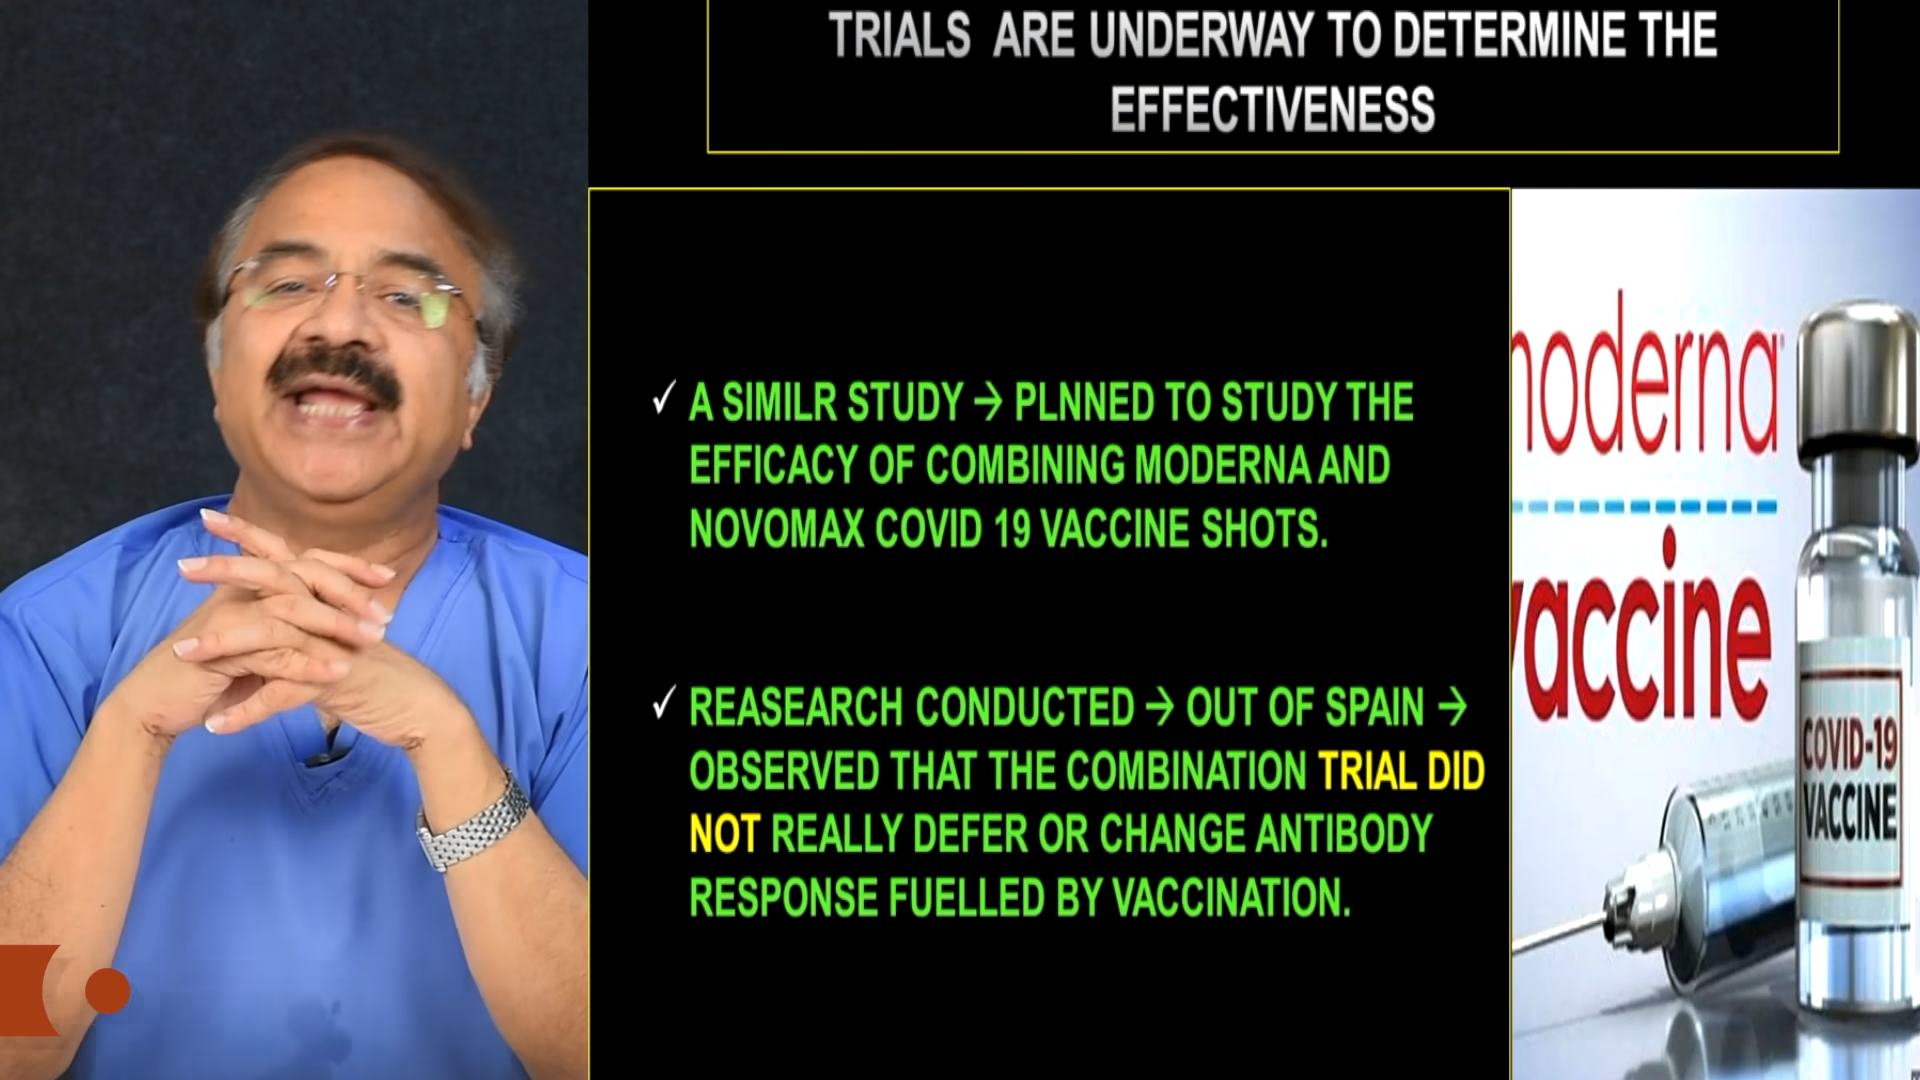 TRIALS ARE UNDERWAY TO DETERMINE THE
EFFECTIVENESS
✓ A SIMILR STUDY → PLNNED TO STUDY THE
EFFICACY OF COMBINING MODERNA AND
NOVOMAX COVID 19 VACCINE SHOTS.
✓ REASEARCH CONDUCTED → OUT OF SPAIN →
OBSERVED THAT THE COMBINATION TRIAL DID
NOT REALLY DEFER OR CHANGE ANTIBODY
RESPONSE FUELLED BY VACCINATION.
moderna
vaccine
COVID-19
VACCINE